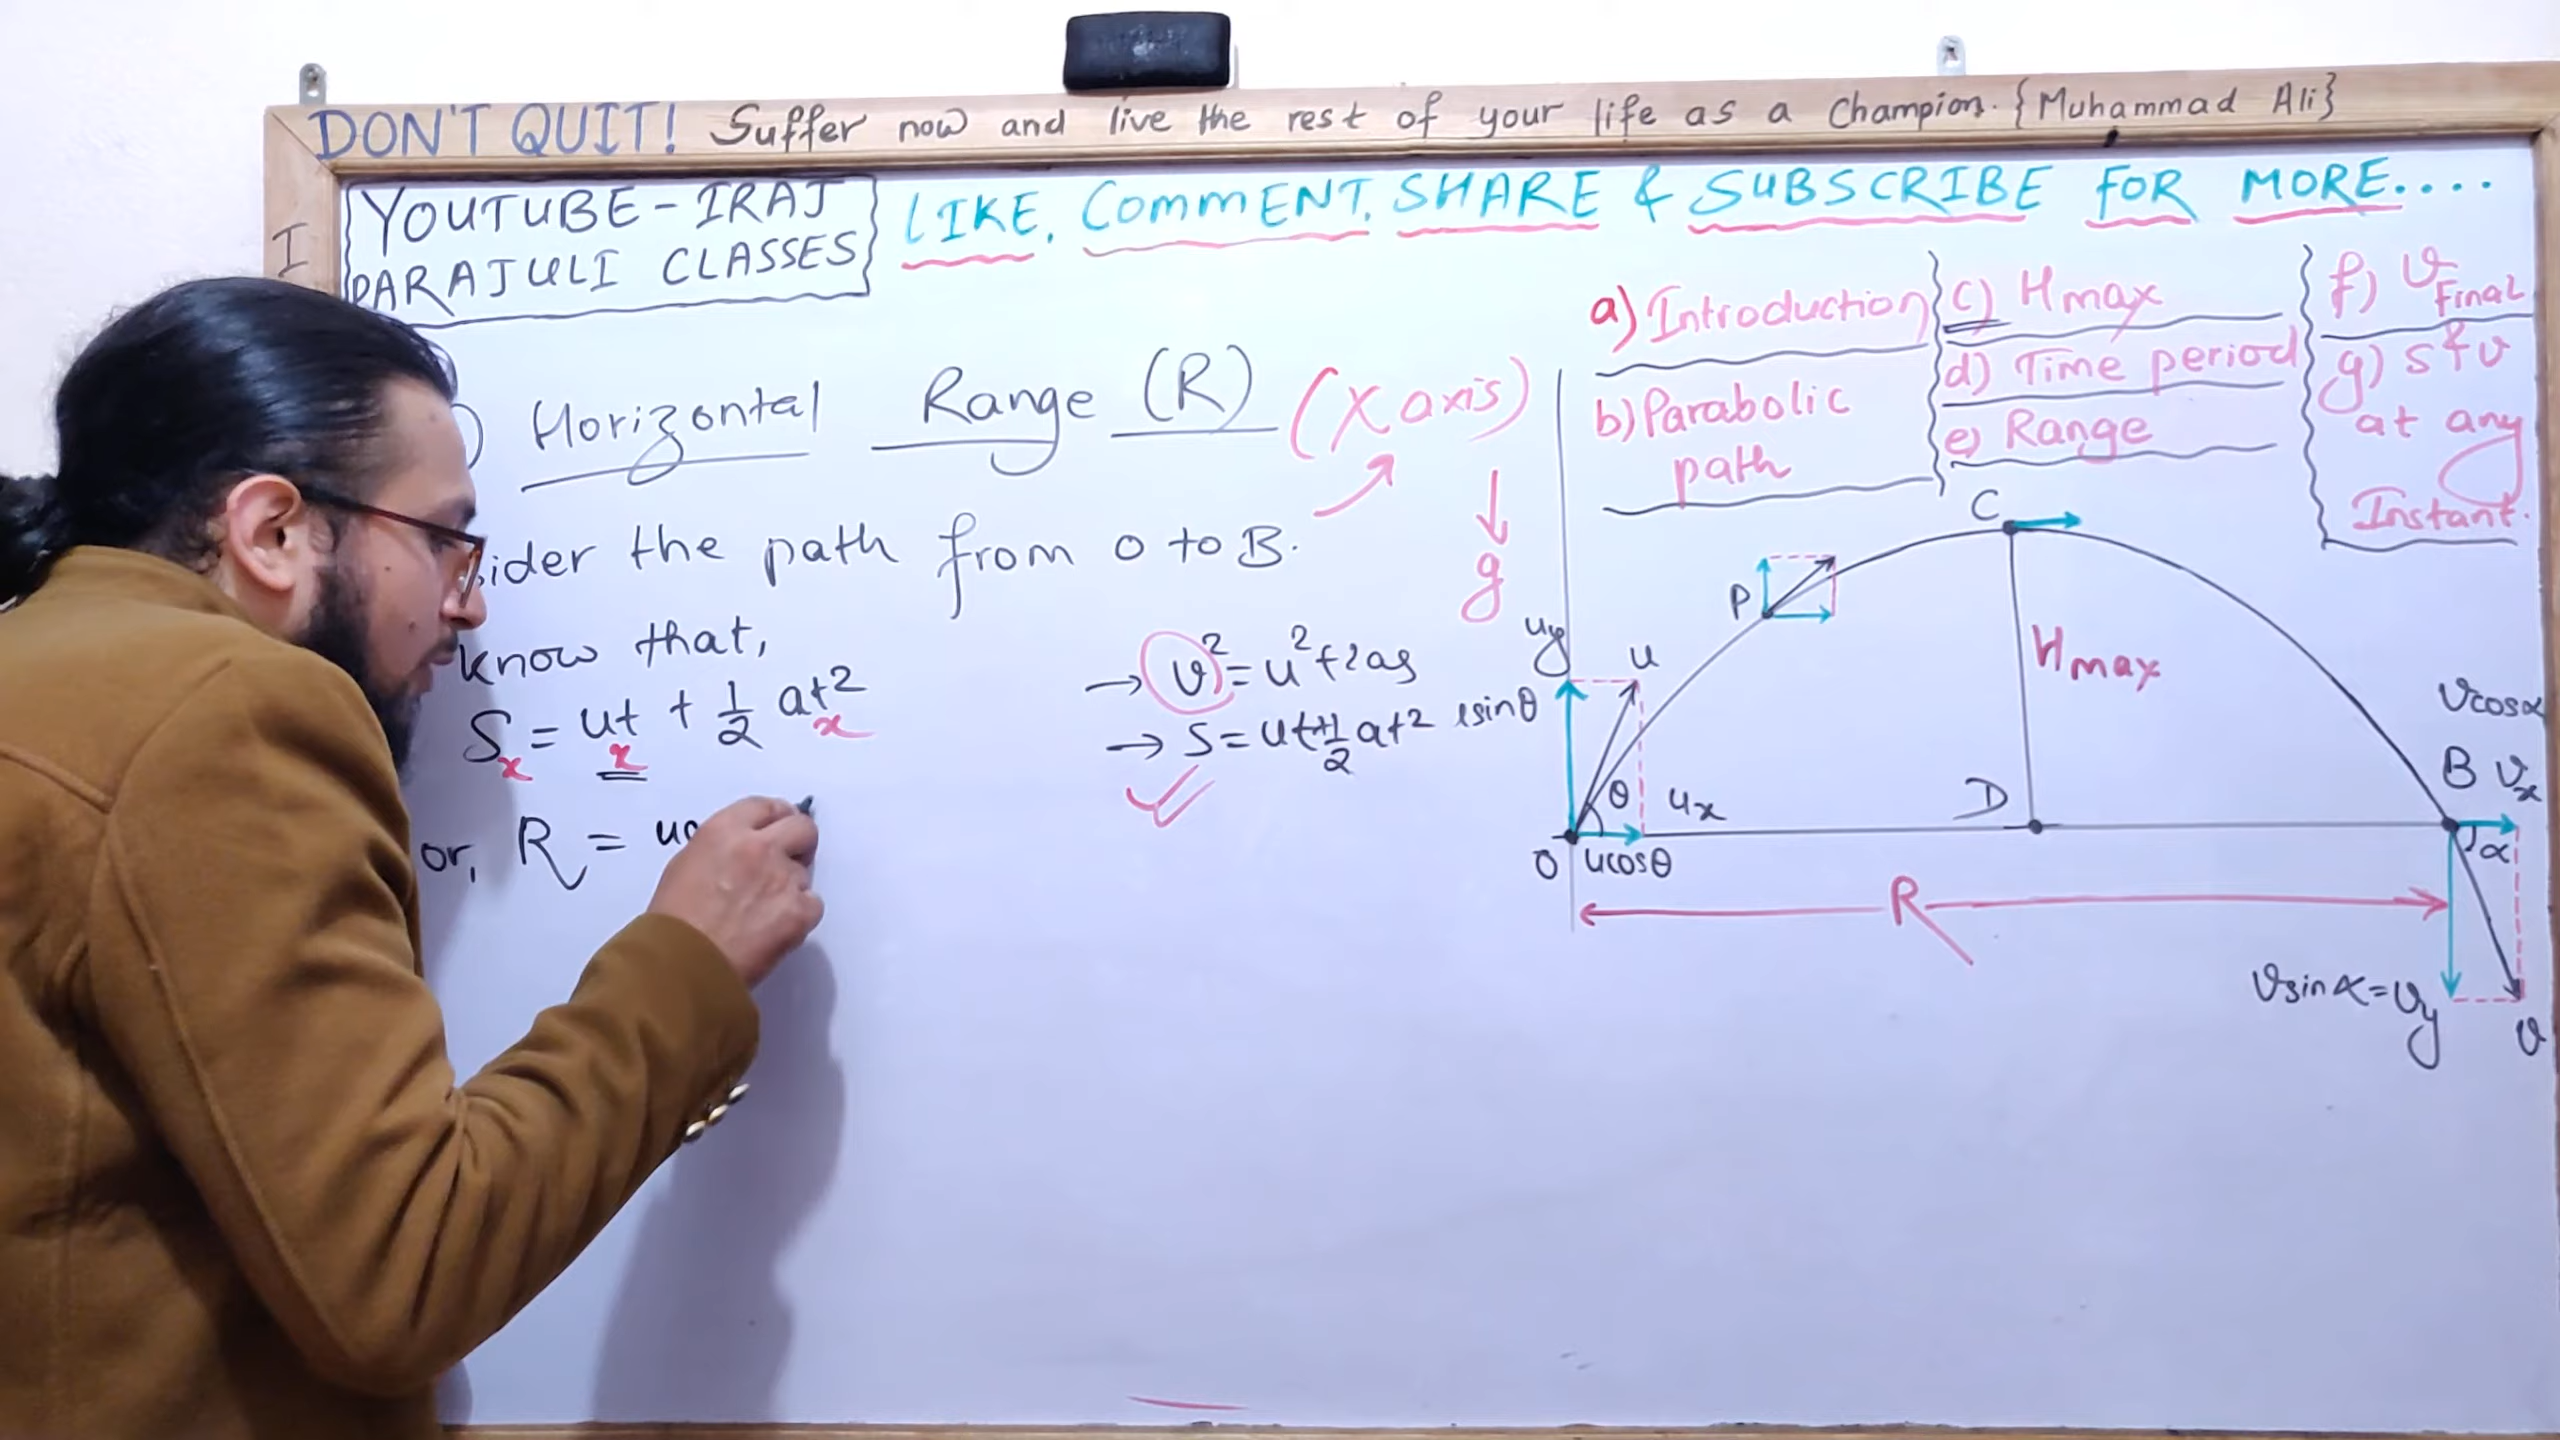 DON'T QUIT! Suffer now and live the rest of your life as a Champion. {Muhammad Ali}
I
YOUTUBE - IRAJ
PARAJULI CLASSES
LIKE, COMMENT, SHARE & SUBSCRIBE FOR MORE....
a) Introduction
b) Parabolic
path
c) Hmax
d) Time period
e) Range
f) v Final
g) s & v
at any
Instant.
) Horizontal Range (R) (X axis)
g
ider the path from O to B.
know that,
Sx = uxt + 1/2 axt²
or, R = u
→ v² = u² + 2as
→ s = ut + 1/2 at²
uy
usinθ
u
θ
ux
O
ucosθ
P
C
Hmax
D
R
vcosα
B vx
α
vsinα = vy
v